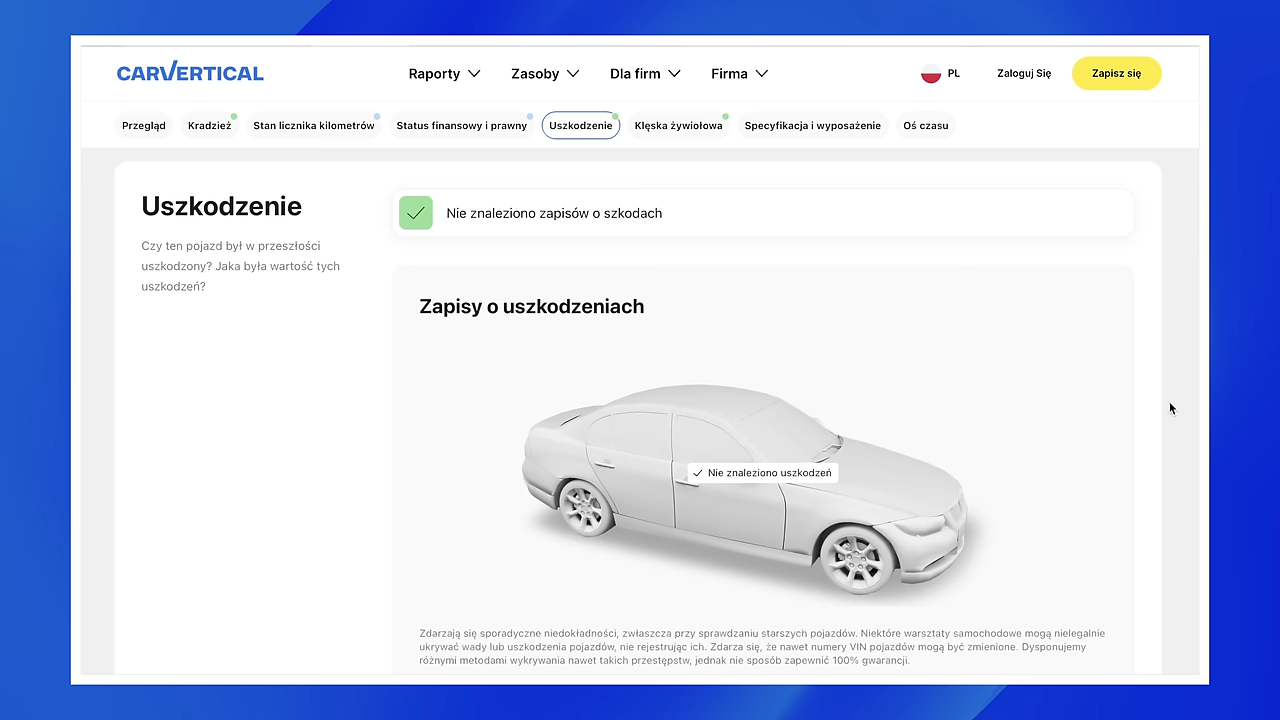 CARVERTICAL
Raporty
Zasoby
Dla firm
Firma
PL
Zaloguj Się
Zapisz się
Przegląd
Kradzież
Stan licznika kilometrów
Status finansowy i prawny
Uszkodzenie
Klęska żywiołowa
Specyfikacja i wyposażenie
Oś czasu
Uszkodzenie
Czy ten pojazd był w przeszłości
uszkodzony? Jaka była wartość tych
uszkodzeń?
Nie znaleziono zapisów o szkodach
Zapisy o uszkodzeniach
Nie znaleziono uszkodzeń
Zdarzają się sporadyczne niedokładności, zwłaszcza przy sprawdzaniu starszych pojazdów. Niektóre warsztaty samochodowe mogą nielegalnie
ukrywać wady lub uszkodzenia pojazdów, nie rejestrując ich. Zdarza się, że nawet numery VIN pojazdów mogą być zmienione. Dysponujemy
różnymi metodami wykrywania nawet takich przestępstw, jednak nie sposób zapewnić 100% gwarancji.